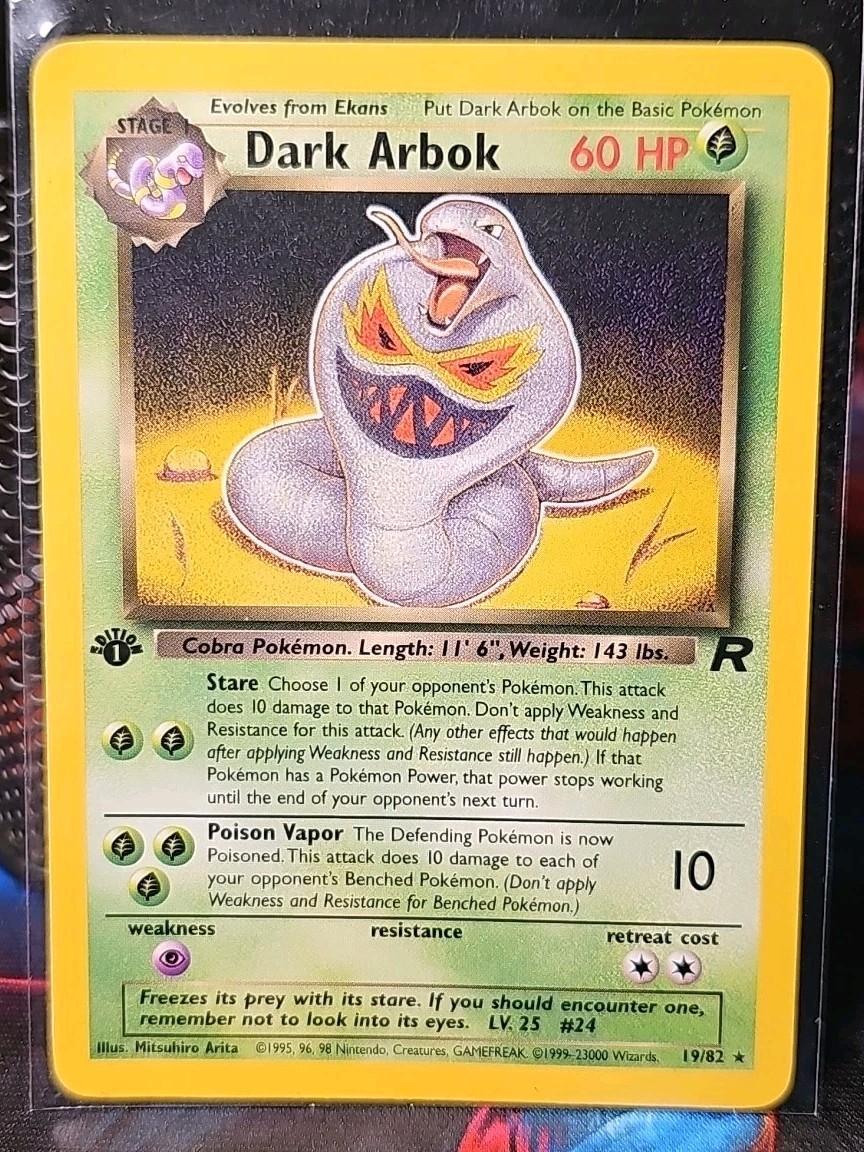 Evolves from Ekans Put Dark Arbok on the Basic Pokémon
STAGE 1
Dark Arbok 60 HP
EDITION
1
Cobra Pokémon. Length: 11' 6", Weight: 143 lbs.
R
Stare Choose 1 of your opponent's Pokémon. This attack
does 10 damage to that Pokémon. Don't apply Weakness and
Resistance for this attack. (Any other effects that would happen
after applying Weakness and Resistance still happen.) If that
Pokémon has a Pokémon Power, that power stops working
until the end of your opponent's next turn.
Poison Vapor The Defending Pokémon is now
Poisoned. This attack does 10 damage to each of
your opponent's Benched Pokémon. (Don't apply
Weakness and Resistance for Benched Pokémon.)
10
weakness resistance retreat cost
Freezes its prey with its stare. If you should encounter one,
remember not to look into its eyes. LV. 25 #24
Illus. Mitsuhiro Arita ©1995, 96, 98 Nintendo, Creatures, GAMEFREAK. ©1999-23000 Wizards. 19/82 ★